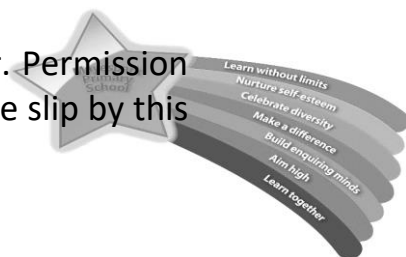 r. Permission
e slip by this
Primary
School
Learn without limits
Nurture self-esteem
Celebrate diversity
Make a difference
Build enquiring minds
Aim high
Learn together